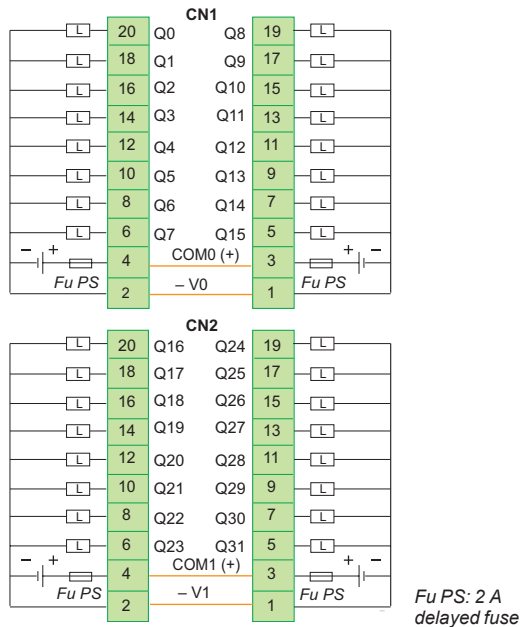 CN1
L 20 Q0 Q8 19 L
L 18 Q1 Q9 17 L
L 16 Q2 Q10 15 L
L 14 Q3 Q11 13 L
L 12 Q4 Q12 11 L
L 10 Q5 Q13 9 L
L 8 Q6 Q14 7 L
L 6 Q7 Q15 5 L
– + 4 COM0 (+) 3 + –
Fu PS Fu PS
2 – V0 1
CN2
L 20 Q16 Q24 19 L
L 18 Q17 Q25 17 L
L 16 Q18 Q26 15 L
L 14 Q19 Q27 13 L
L 12 Q20 Q28 11 L
L 10 Q21 Q29 9 L
L 8 Q22 Q30 7 L
L 6 Q23 Q31 5 L
– + 4 COM1 (+) 3 + –
Fu PS Fu PS
2 – V1 1
Fu PS: 2 A
delayed fuse